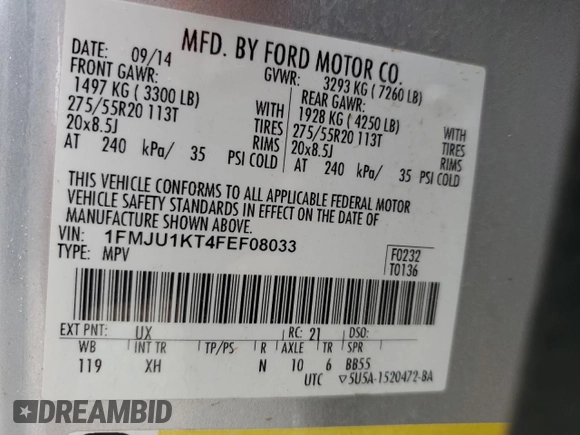 MFD. BY FORD MOTOR CO.
DATE: 09/14
GVWR: 3293 KG ( 7260 LB)
FRONT GAWR:
1497 KG ( 3300 LB)
275/55R20 113T WITH TIRES
20x8.5J RIMS
AT 240 kPa/ 35 PSI COLD
REAR GAWR:
1928 KG ( 4250 LB)
275/55R20 113T WITH TIRES
20x8.5J RIMS
AT 240 kPa/ 35 PSI COLD
THIS VEHICLE CONFORMS TO ALL APPLICABLE FEDERAL MOTOR
VEHICLE SAFETY STANDARDS IN EFFECT ON THE DATE OF
MANUFACTURE SHOWN ABOVE.
VIN: 1FMJU1KT4FEF08033
TYPE: MPV
F0232
T0136
EXT PNT: UX RC: 21 DSO:
WB INT TR TP/PS R AXLE TR SPR
119 XH N 10 6 BB55
UTC ▽5U5A-1520472-BA
DREAMBID